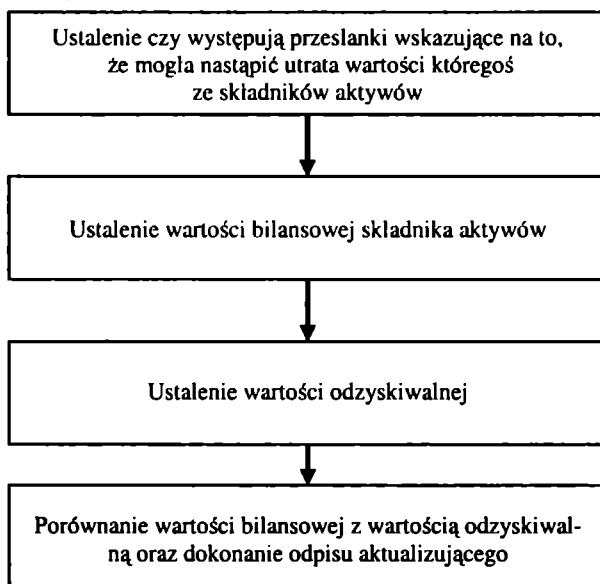 Ustalenie czy występują przesłanki wskazujące na to,
że mogła nastąpić utrata wartości któregoś
ze składników aktywów
Ustalenie wartości bilansowej składnika aktywów
Ustalenie wartości odzyskiwalnej
Porównanie wartości bilansowej z wartością odzyskiwal-
ną oraz dokonanie odpisu aktualizującego